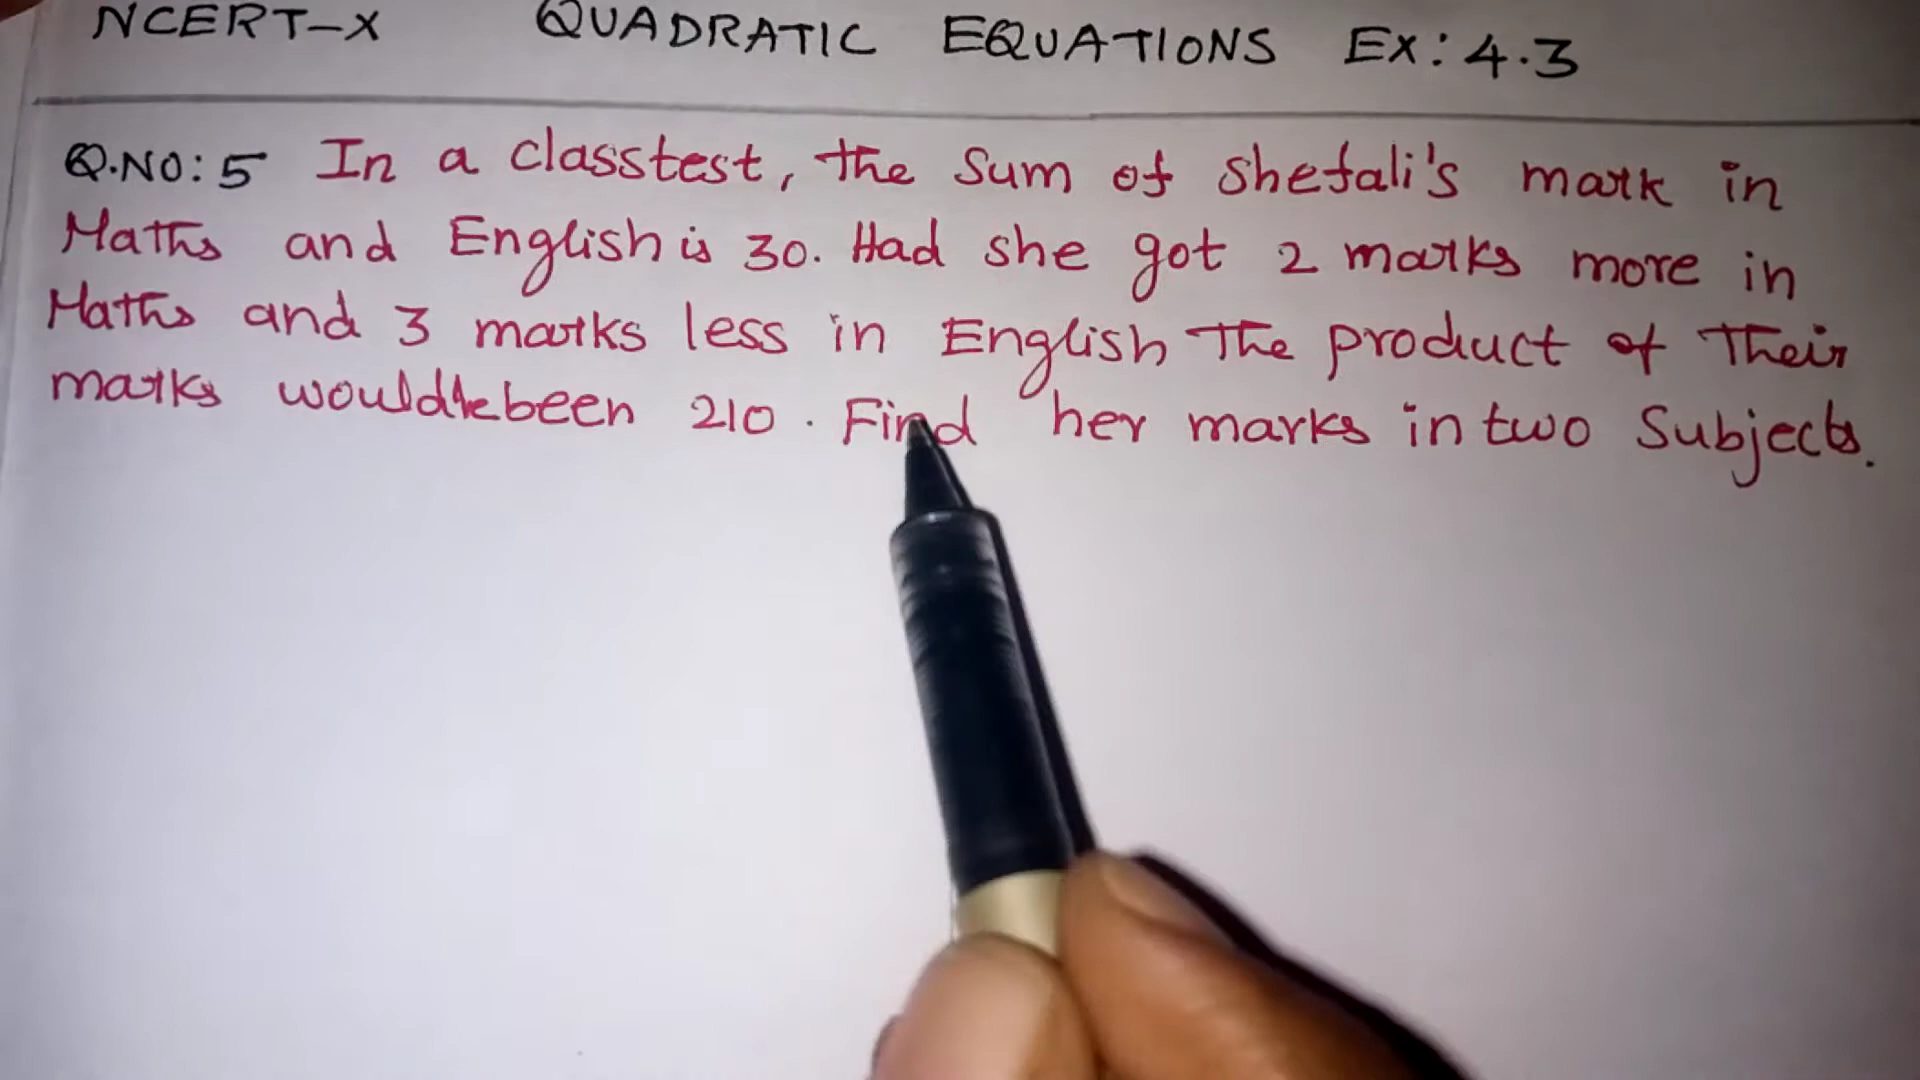 NCERT-X QUADRATIC EQUATIONS EX: 4.3
Q.NO: 5 In a classtest, the Sum of Shefali's mark in
Maths and English is 30. Had she got 2 marks more in
Maths and 3 marks less in English The product of Their
marks would been 210. Find her marks in two Subjects.